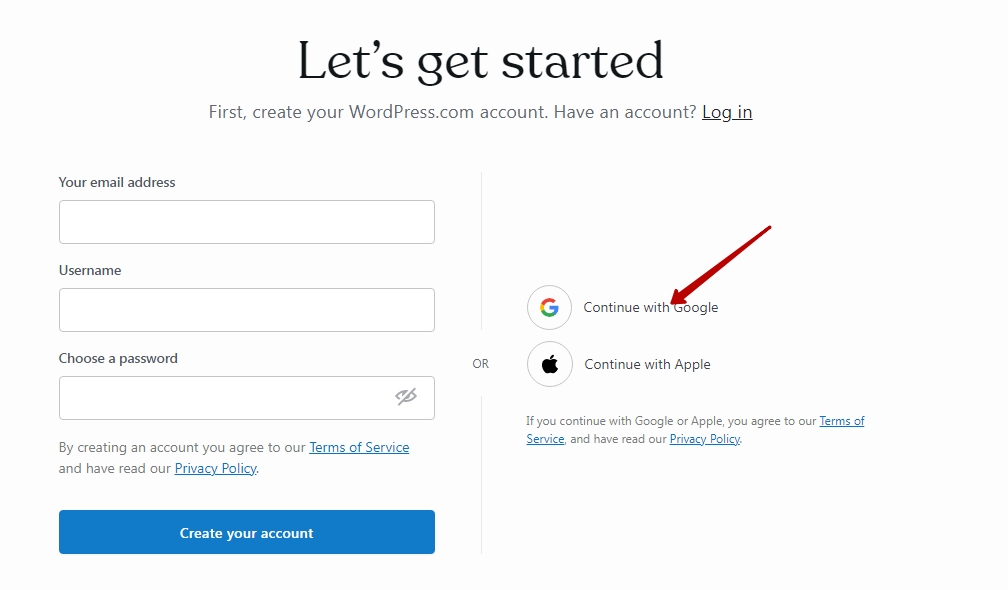 Let’s get started
First, create your WordPress.com account. Have an account? Log in
Your email address
Username
Choose a password
By creating an account you agree to our Terms of Service
and have read our Privacy Policy.
Create your account
OR
Continue with Google
Continue with Apple
If you continue with Google or Apple, you agree to our Terms of
Service, and have read our Privacy Policy.